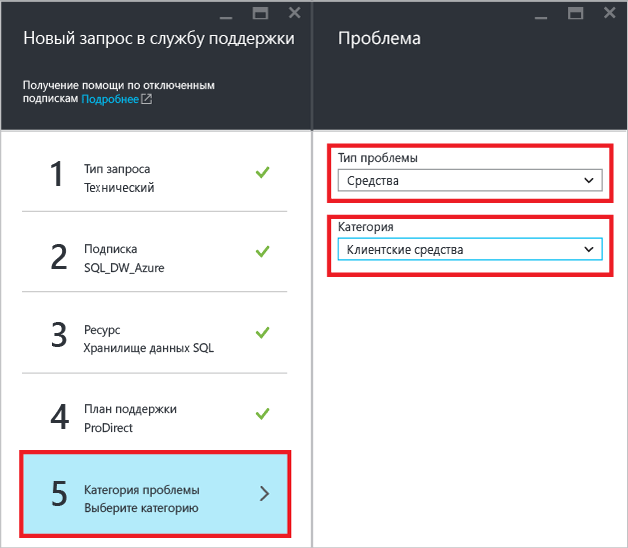 Новый запрос в службу поддержки
Получение помощи по отключенным
подпискам Подробнее
1
Тип запроса
Технический
2
Подписка
SQL_DW_Azure
3
Ресурс
Хранилище данных SQL
4
План поддержки
ProDirect
5
Категория проблемы
Выберите категорию
Проблема
Тип проблемы
Средства
Категория
Клиентские средства